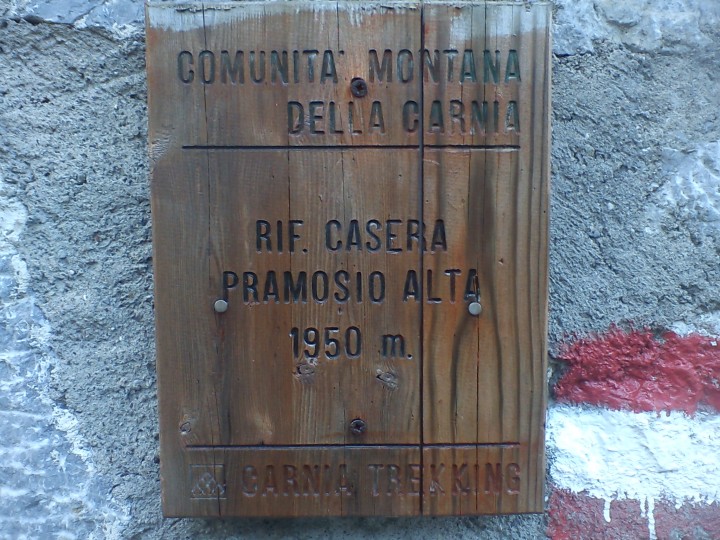 COMUNITA' MONTANA
DELLA CARNIA
RIF. CASERA
PRAMOSIO ALTA
1950 m.
CARNIA TREKKING